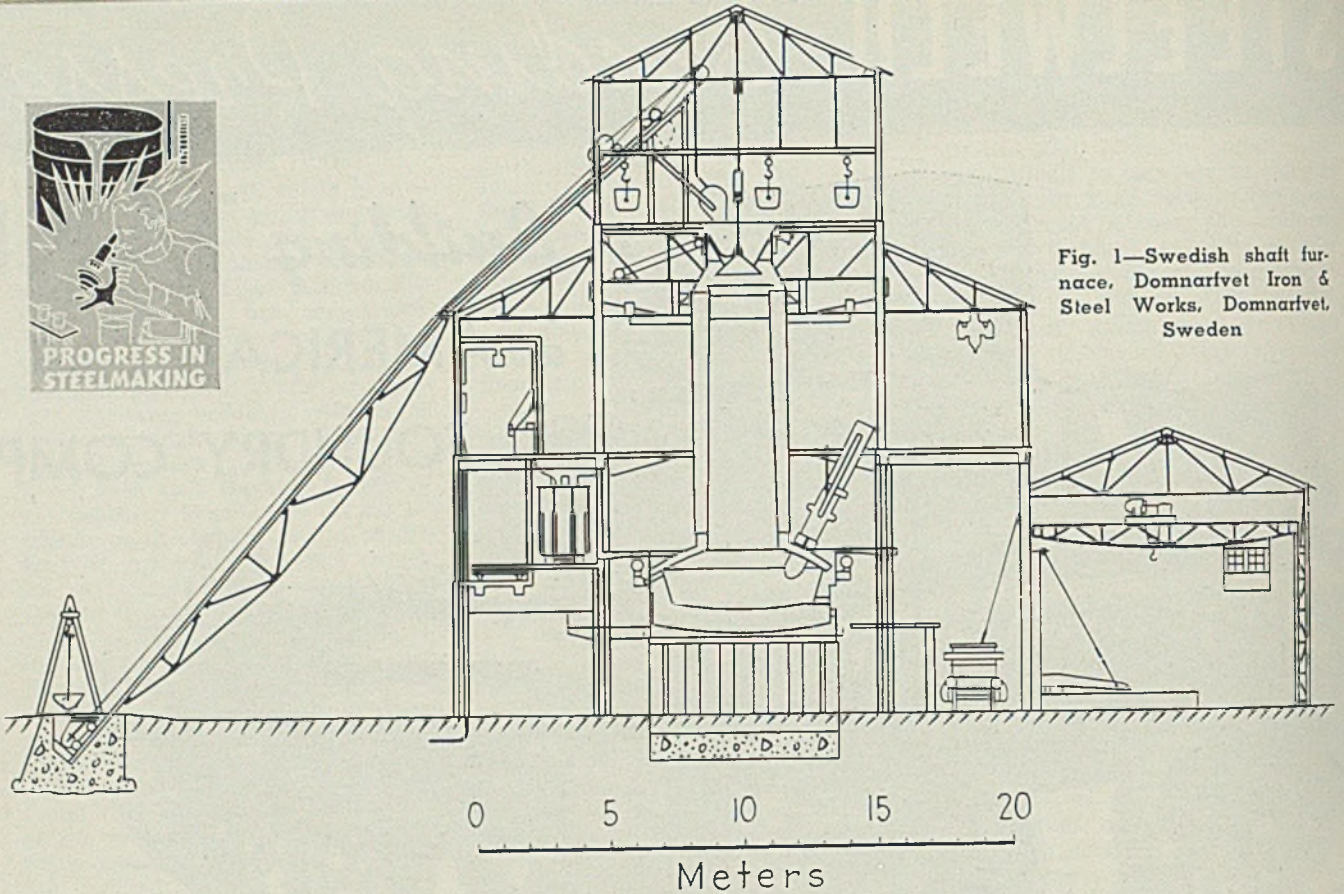 PROGRESS IN
STEELMAKING
Fig. 1—Swedish shaft fur-
nace, Domnarfvet Iron &
Steel Works, Domnarfvet,
Sweden
0 5 10 15 20
Meters